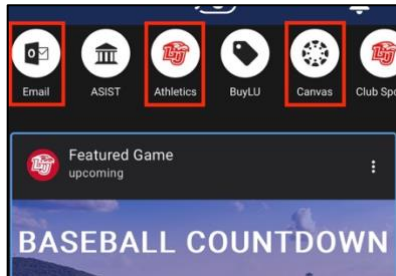 Email ASIST Athletics BuyLU Canvas Club Spo
Featured Game
upcoming
BASEBALL COUNTDOWN